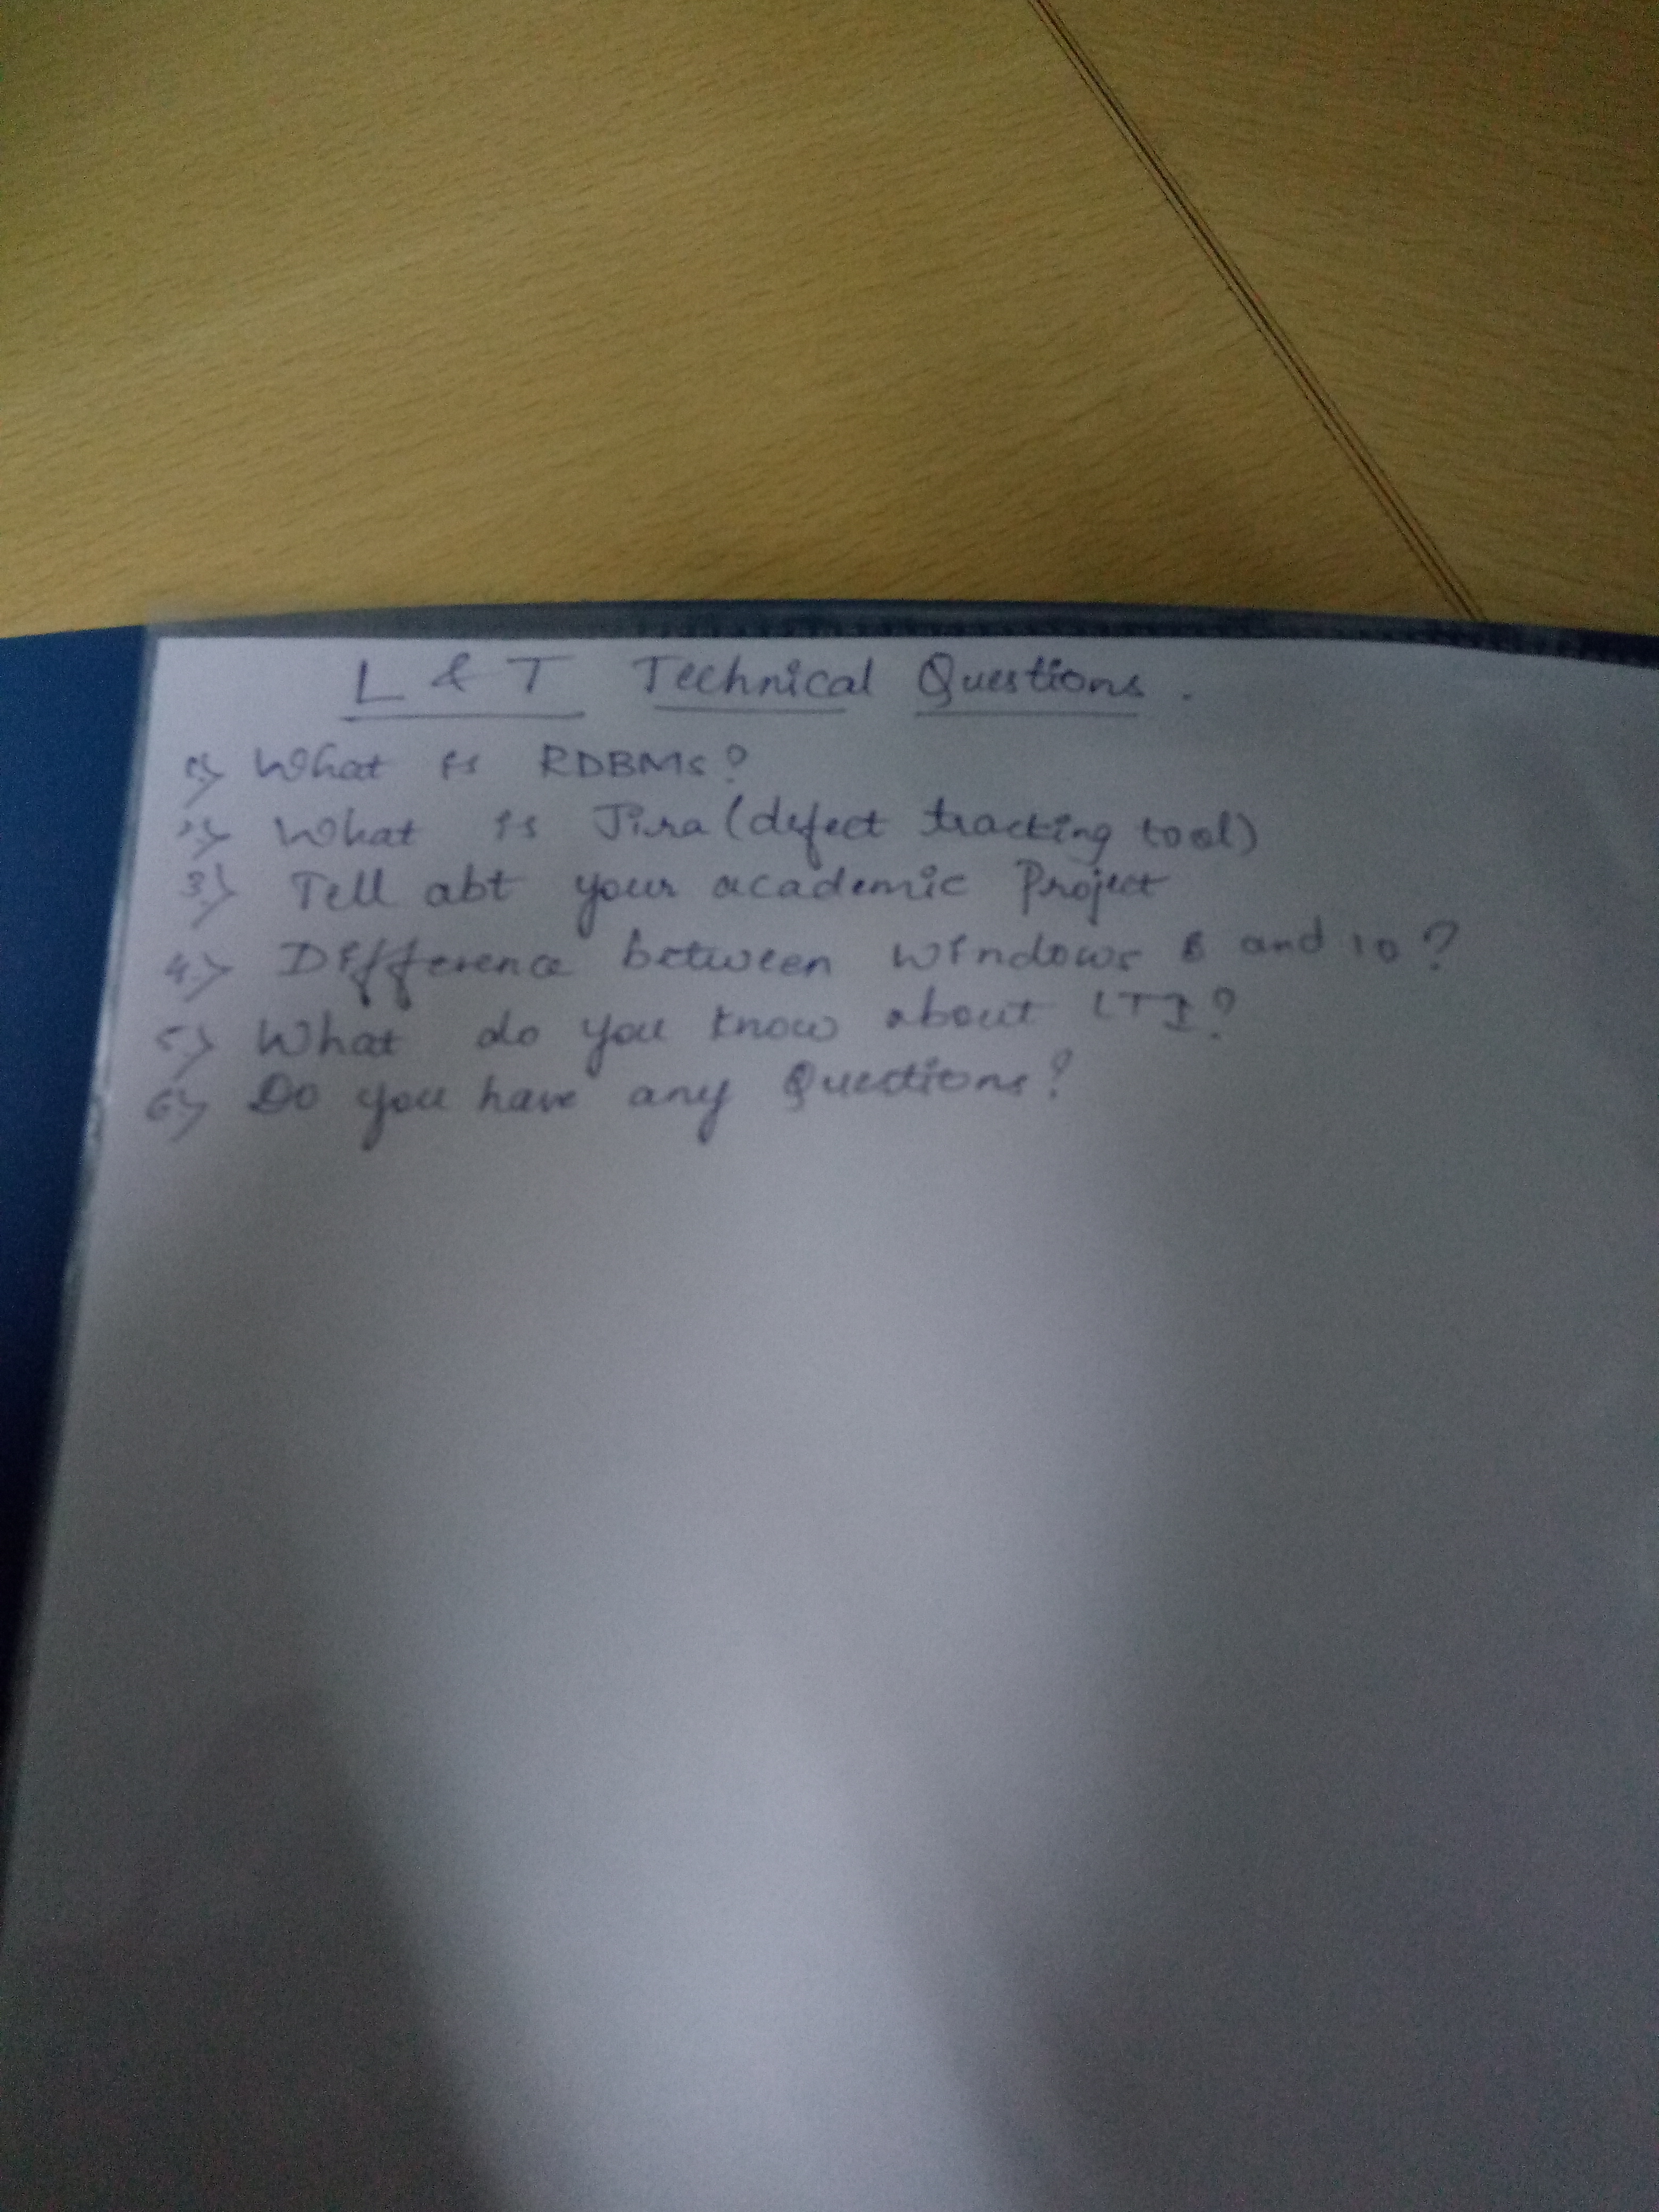 L & T Technical Questions.
1) What is RDBMS?
2) What is Jira (defect tracking tool)
3.) Tell abt your academic Project
4.) Difference between windows 8 and 10?
5) What do you know about LTI?
6) Do you have any Questions?